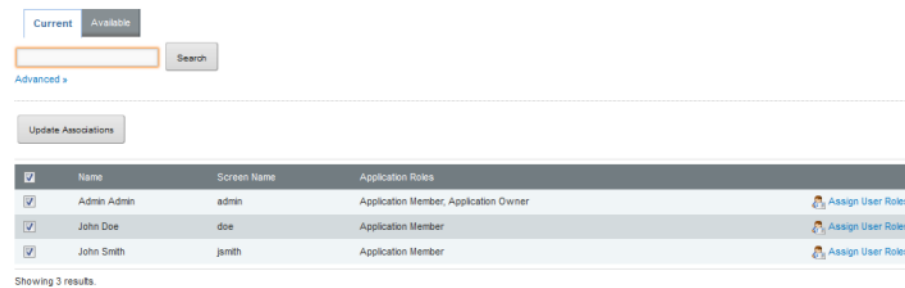 Current Available
Search
Advanced »
Update Associations
Name Screen Name Application Roles
Admin Admin admin Application Member, Application Owner Assign User Roles
John Doe doe Application Member Assign User Roles
John Smith jsmith Application Member Assign User Roles
Showing 3 results.